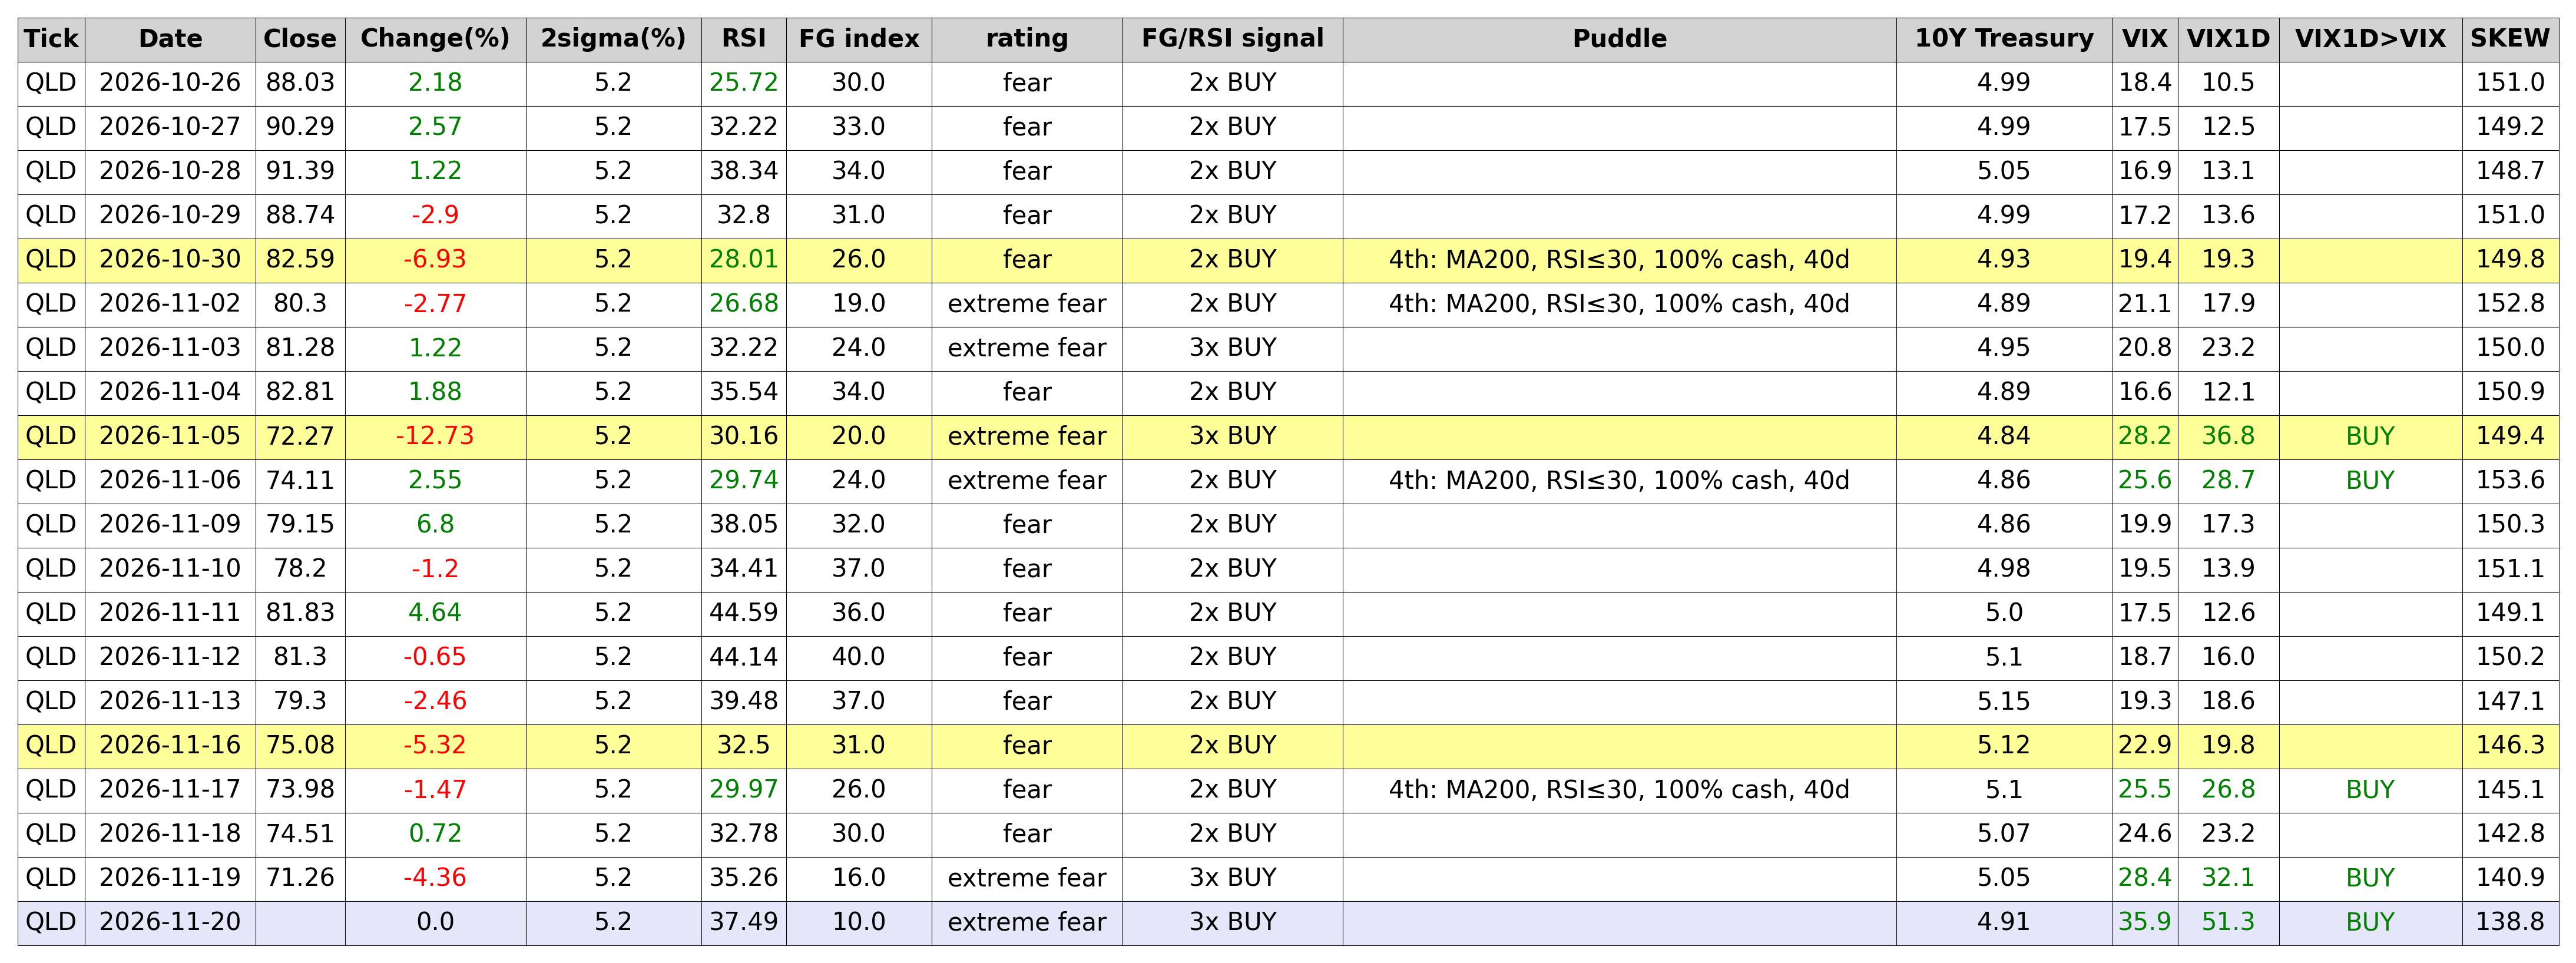 Tick Date Close Change(%) 2sigma(%) RSI FG index rating FG/RSI signal Puddle 10Y Treasury VIX VIX1D VIX1D>VIX SKEW
QLD 2026-10-26 88.03 2.18 5.2 25.72 30.0 fear 2x BUY 4.99 18.4 10.5 151.0
QLD 2026-10-27 90.29 2.57 5.2 32.22 33.0 fear 2x BUY 4.99 17.5 12.5 149.2
QLD 2026-10-28 91.39 1.22 5.2 38.34 34.0 fear 2x BUY 5.05 16.9 13.1 148.7
QLD 2026-10-29 88.74 -2.9 5.2 32.8 31.0 fear 2x BUY 4.99 17.2 13.6 151.0
QLD 2026-10-30 82.59 -6.93 5.2 28.01 26.0 fear 2x BUY 4th: MA200, RSI≤30, 100% cash, 40d 4.93 19.4 19.3 149.8
QLD 2026-11-02 80.3 -2.77 5.2 26.68 19.0 extreme fear 2x BUY 4th: MA200, RSI≤30, 100% cash, 40d 4.89 21.1 17.9 152.8
QLD 2026-11-03 81.28 1.22 5.2 32.22 24.0 extreme fear 3x BUY 4.95 20.8 23.2 150.0
QLD 2026-11-04 82.81 1.88 5.2 35.54 34.0 fear 2x BUY 4.89 16.6 12.1 150.9
QLD 2026-11-05 72.27 -12.73 5.2 30.16 20.0 extreme fear 3x BUY 4.84 28.2 36.8 BUY 149.4
QLD 2026-11-06 74.11 2.55 5.2 29.74 24.0 extreme fear 2x BUY 4th: MA200, RSI≤30, 100% cash, 40d 4.86 25.6 28.7 BUY 153.6
QLD 2026-11-09 79.15 6.8 5.2 38.05 32.0 fear 2x BUY 4.86 19.9 17.3 150.3
QLD 2026-11-10 78.2 -1.2 5.2 34.41 37.0 fear 2x BUY 4.98 19.5 13.9 151.1
QLD 2026-11-11 81.83 4.64 5.2 44.59 36.0 fear 2x BUY 5.0 17.5 12.6 149.1
QLD 2026-11-12 81.3 -0.65 5.2 44.14 40.0 fear 2x BUY 5.1 18.7 16.0 150.2
QLD 2026-11-13 79.3 -2.46 5.2 39.48 37.0 fear 2x BUY 5.15 19.3 18.6 147.1
QLD 2026-11-16 75.08 -5.32 5.2 32.5 31.0 fear 2x BUY 5.12 22.9 19.8 146.3
QLD 2026-11-17 73.98 -1.47 5.2 29.97 26.0 fear 2x BUY 4th: MA200, RSI≤30, 100% cash, 40d 5.1 25.5 26.8 BUY 145.1
QLD 2026-11-18 74.51 0.72 5.2 32.78 30.0 fear 2x BUY 5.07 24.6 23.2 142.8
QLD 2026-11-19 71.26 -4.36 5.2 35.26 16.0 extreme fear 3x BUY 5.05 28.4 32.1 BUY 140.9
QLD 2026-11-20 0.0 5.2 37.49 10.0 extreme fear 3x BUY 4.91 35.9 51.3 BUY 138.8